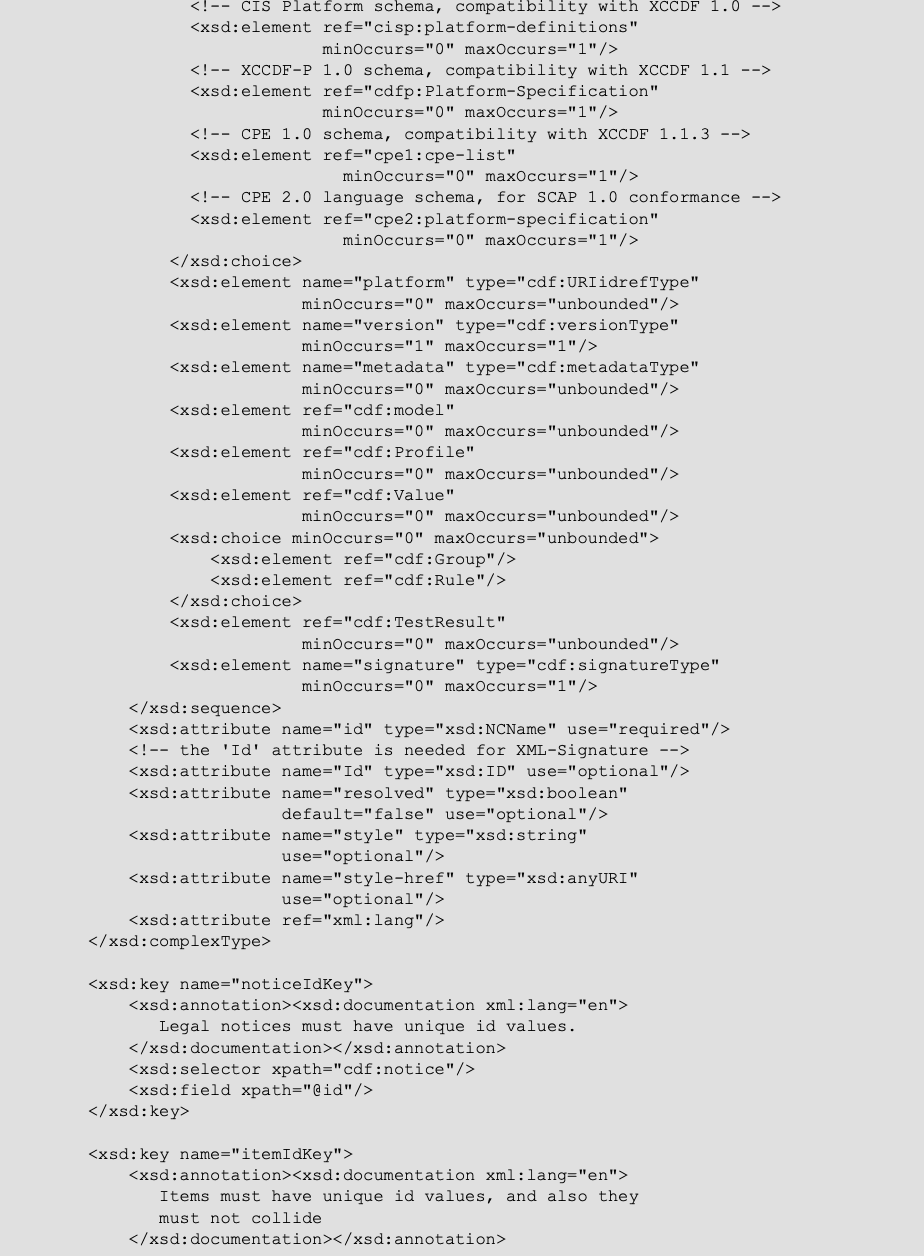 <!-- CIS Platform schema, compatibility with XCCDF 1.0 -->
<xsd:element ref="cisp:platform-definitions"
minOccurs="0" maxOccurs="1"/>
<!-- XCCDF-P 1.0 schema, compatibility with XCCDF 1.1 -->
<xsd:element ref="cdfp:Platform-Specification"
minOccurs="0" maxOccurs="1"/>
<!-- CPE 1.0 schema, compatibility with XCCDF 1.1.3 -->
<xsd:element ref="cpe1:cpe-list"
minOccurs="0" maxOccurs="1"/>
<!-- CPE 2.0 language schema, for SCAP 1.0 conformance -->
<xsd:element ref="cpe2:platform-specification"
minOccurs="0" maxOccurs="1"/>
</xsd:choice>
<xsd:element name="platform" type="cdf:URIidrefType"
minOccurs="0" maxOccurs="unbounded"/>
<xsd:element name="version" type="cdf:versionType"
minOccurs="1" maxOccurs="1"/>
<xsd:element name="metadata" type="cdf:metadataType"
minOccurs="0" maxOccurs="unbounded"/>
<xsd:element ref="cdf:model"
minOccurs="0" maxOccurs="unbounded"/>
<xsd:element ref="cdf:Profile"
minOccurs="0" maxOccurs="unbounded"/>
<xsd:element ref="cdf:Value"
minOccurs="0" maxOccurs="unbounded"/>
<xsd:choice minOccurs="0" maxOccurs="unbounded">
<xsd:element ref="cdf:Group"/>
<xsd:element ref="cdf:Rule"/>
</xsd:choice>
<xsd:element ref="cdf:TestResult"
minOccurs="0" maxOccurs="unbounded"/>
<xsd:element name="signature" type="cdf:signatureType"
minOccurs="0" maxOccurs="1"/>
</xsd:sequence>
<xsd:attribute name="id" type="xsd:NCName" use="required"/>
<!-- the 'Id' attribute is needed for XML-Signature -->
<xsd:attribute name="Id" type="xsd:ID" use="optional"/>
<xsd:attribute name="resolved" type="xsd:boolean"
default="false" use="optional"/>
<xsd:attribute name="style" type="xsd:string"
use="optional"/>
<xsd:attribute name="style-href" type="xsd:anyURI"
use="optional"/>
<xsd:attribute ref="xml:lang"/>
</xsd:complexType>
<xsd:key name="noticeIdKey">
<xsd:annotation><xsd:documentation xml:lang="en">
Legal notices must have unique id values.
</xsd:documentation></xsd:annotation>
<xsd:selector xpath="cdf:notice"/>
<xsd:field xpath="@id"/>
</xsd:key>
<xsd:key name="itemIdKey">
<xsd:annotation><xsd:documentation xml:lang="en">
Items must have unique id values, and also they
must not collide
</xsd:documentation></xsd:annotation>